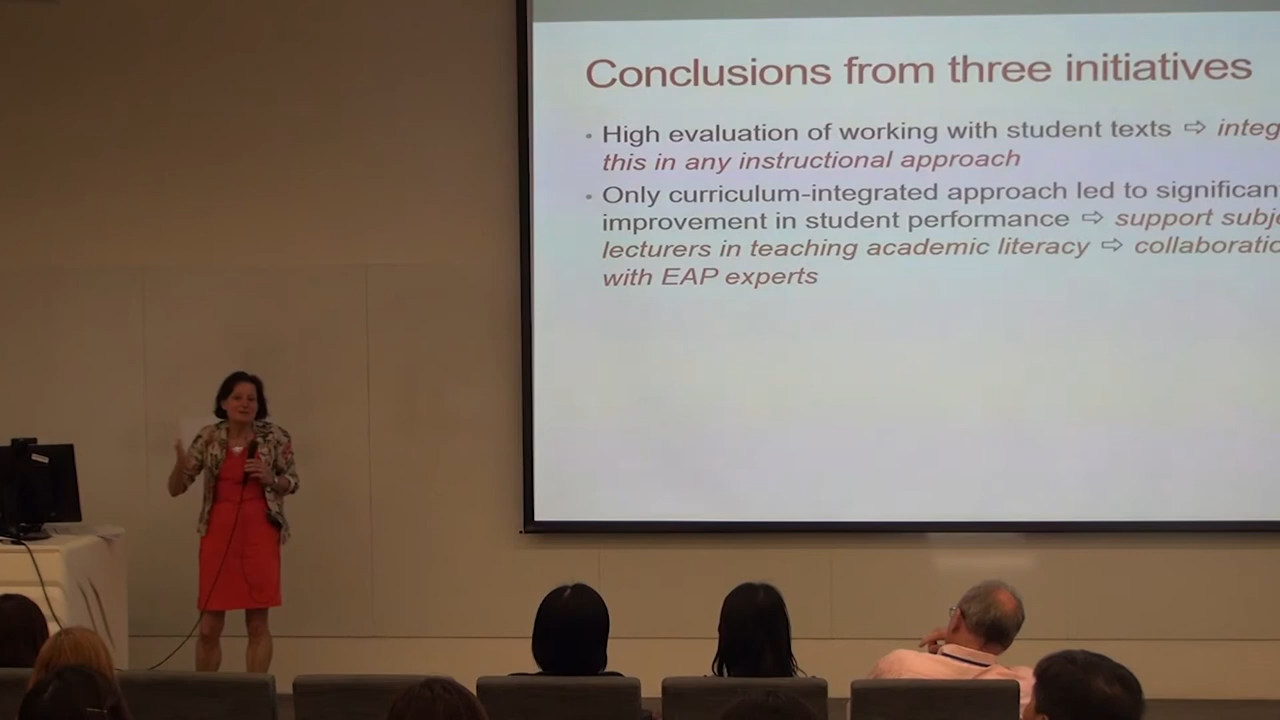 Conclusions from three initiatives
• High evaluation of working with student texts ⇨
this in any instructional approach
• Only curriculum-integrated approach led to
improvement in student performance ⇨ support
lecturers in teaching academic literacy ⇨
with EAP experts